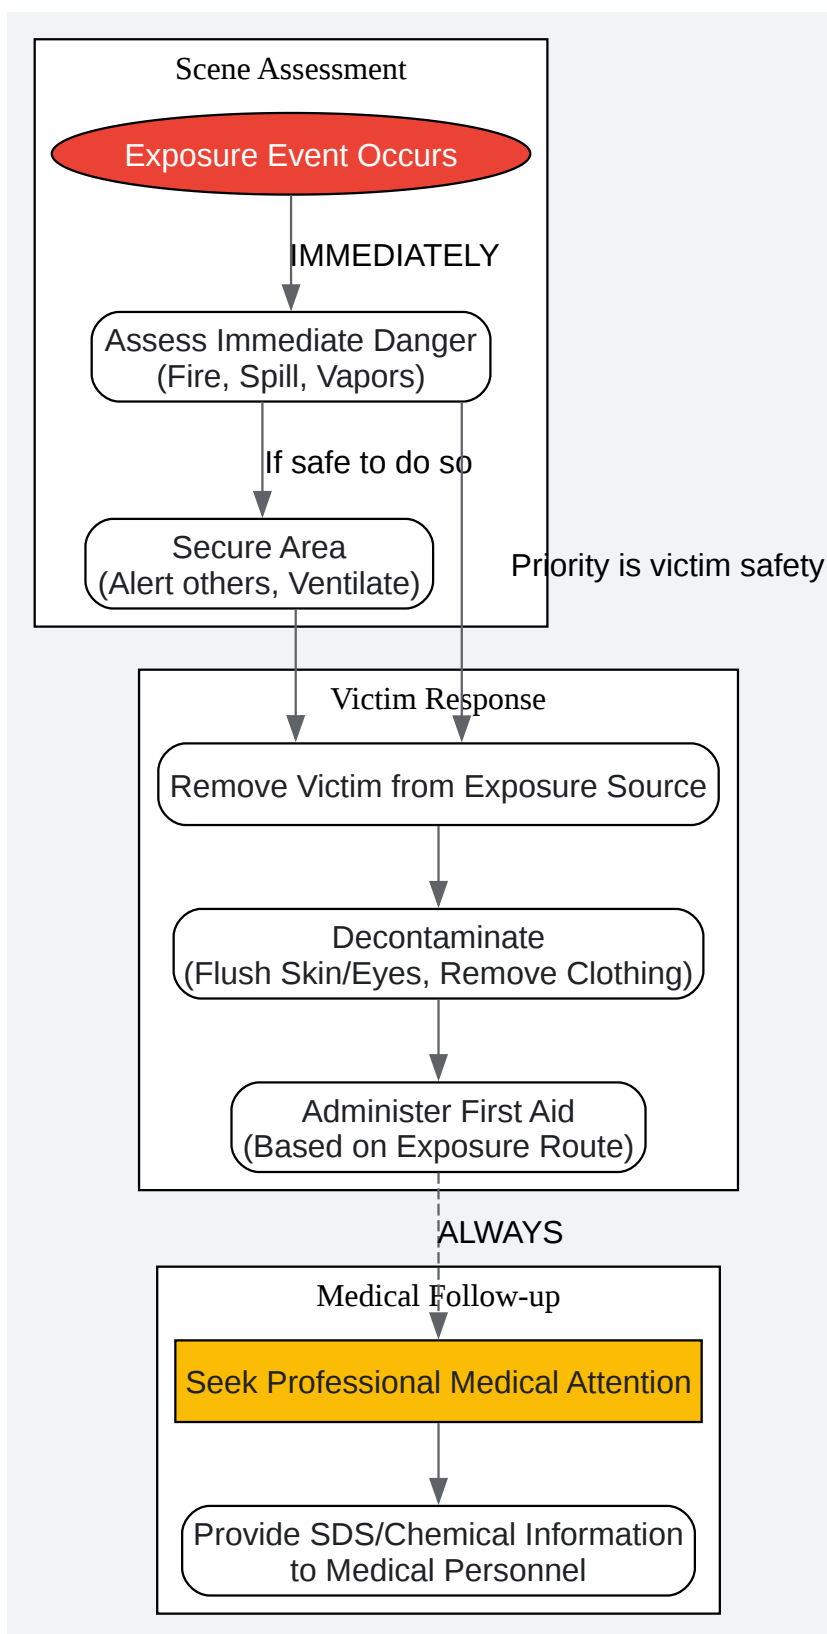 Scene Assessment
Exposure Event Occurs
IMMEDIATELY
Assess Immediate Danger
(Fire, Spill, Vapors)
If safe to do so
Secure Area
(Alert others, Ventilate)
Priority is victim safety
Victim Response
Remove Victim from Exposure Source
Decontaminate
(Flush Skin/Eyes, Remove Clothing)
Administer First Aid
(Based on Exposure Route)
ALWAYS
Medical Follow-up
Seek Professional Medical Attention
Provide SDS/Chemical Information
to Medical Personnel